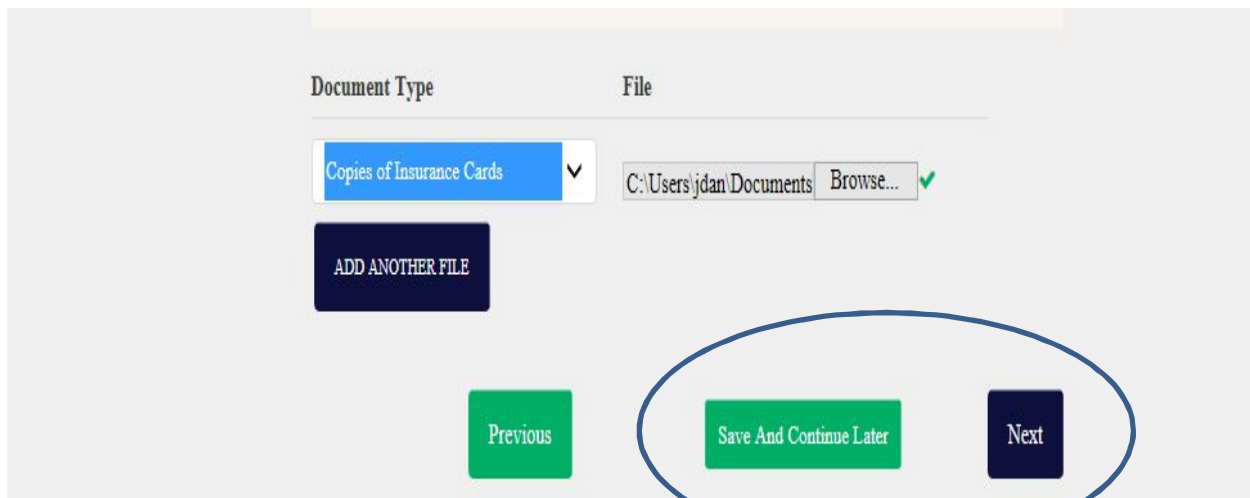 Document Type File
Copies of Insurance Cards C:\Users\jdan\Documents Browse...
ADD ANOTHER FILE
Previous Save And Continue Later Next